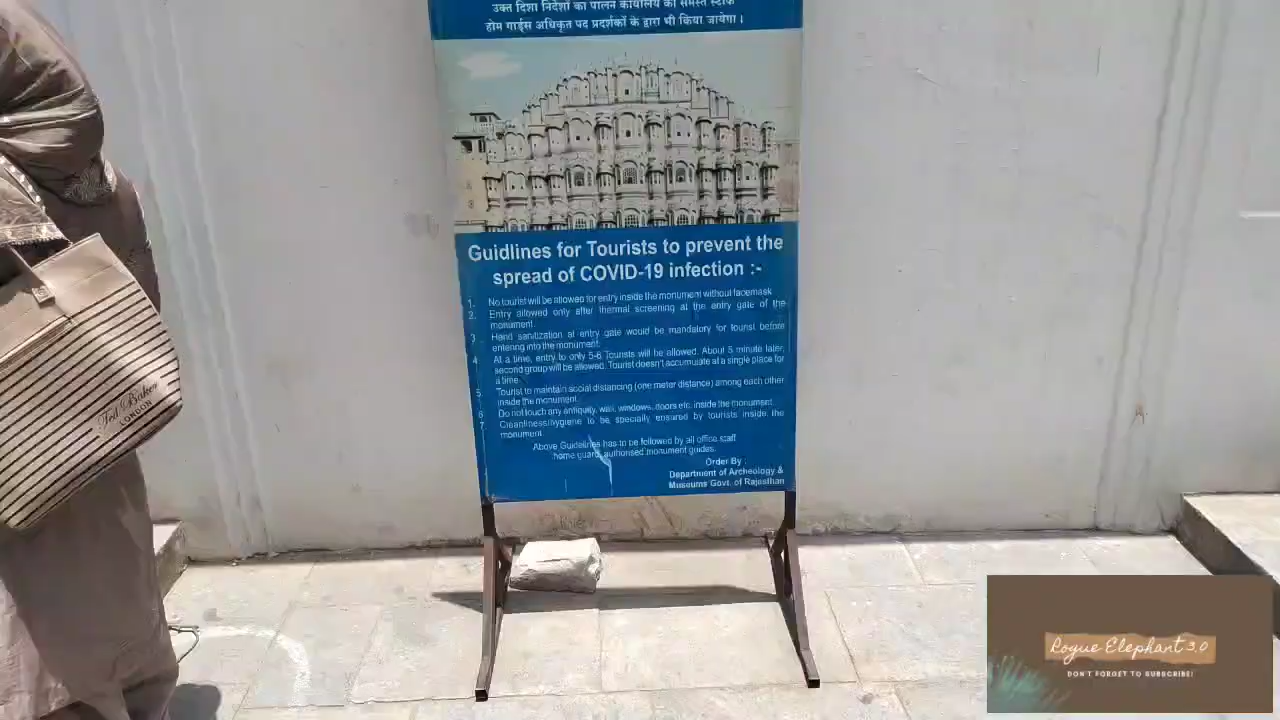 उक्त दिशा निर्देशों का पालन कार्यालय का समस्त स्टाफ
होम गार्ड्स अधिकृत पद प्रदर्शकों के द्वारा भी किया जायेगा।
Guidlines for Tourists to prevent the
spread of COVID-19 infection :-
1. No tourist will be allowed for entry inside the monument without facemask
2. Entry allowed only after thermal screening at the entry gate of the
monument.
3. Hand sanitization at entry gate would be mandatory for tourist before
entering into the monument.
4. At a time, entry to only 5-6 Tourists will be allowed. About 5 minute later,
second group will be allowed. Tourist doesn't accumulate at a single place for
a time.
5. Tourist to maintain social distancing (one meter distance) among each other
inside the monument.
6. Do not touch any antiquity, wall, windows, doors etc. inside the monument.
7. Cleanliness/hygiene to be specially ensured by tourists inside the
monument
Above Guidelines has to be followed by all office staff
home guard, authorised monument guides.
Order By :
Department of Archeology &
Museums Govt. of Rajasthan
Ted Baker
LONDON
Rogue Elephant 3.0
DON'T FORGET TO SUBSCRIBE!